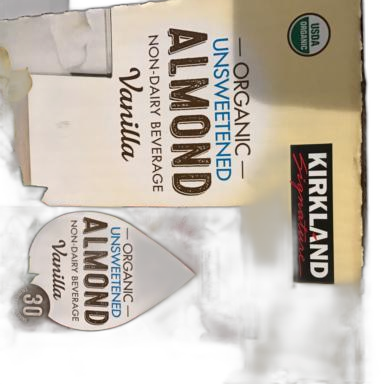 USDA
ORGANIC
KIRKLAND
Signature
ORGANIC
UNSWEETENED
ALMOND
NON-DAIRY BEVERAGE
Vanilla
ORGANIC
UNSWEETENED
ALMOND
NON-DAIRY BEVERAGE
Vanilla
30